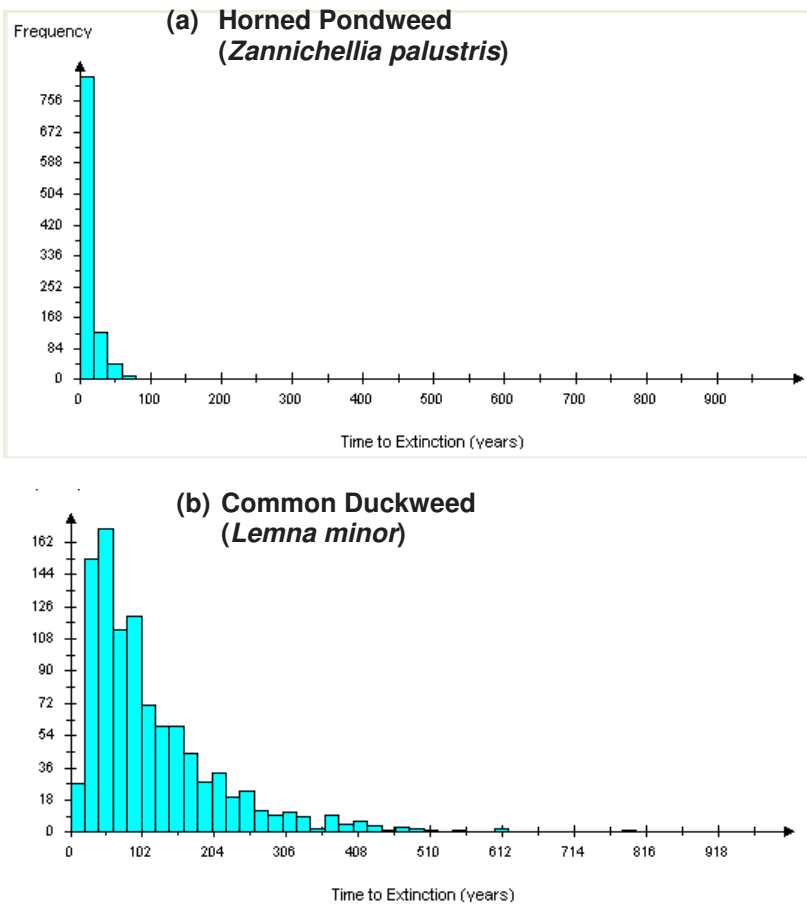 (a) Horned Pondweed
(Zannichellia palustris)
Frequency
756
672
588
504
420
336
252
168
84
0
0 100 200 300 400 500 600 700 800 900
Time to Extinction (years)
(b) Common Duckweed
(Lemna minor)
162
144
126
108
90
72
54
36
18
0
0 102 204 306 408 510 612 714 816 918
Time to Extinction (years)